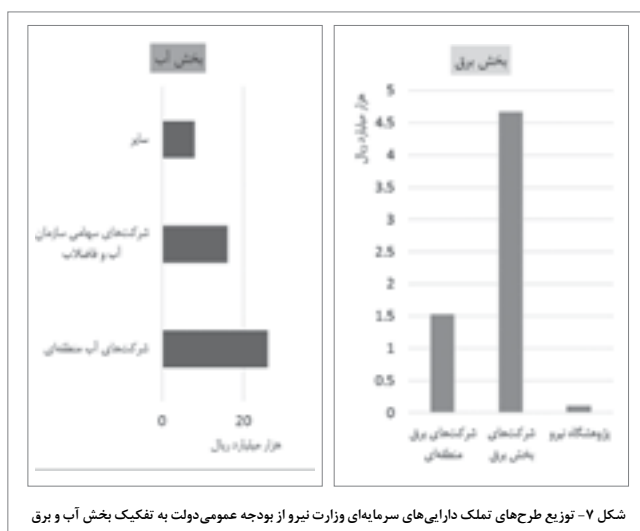 بخش آب
سایر
شرکت‌های سهامی سازمان
آب و فاضلاب
شرکت‌های آب منطقه‌ای
0
20
هزار میلیارد ریال
بخش برق
هزار میلیارد ریال
5
4.5
4
3.5
3
2.5
2
1.5
1
0.5
0
شرکت‌های برق
منطقه‌ای
شرکت‌های
بخش برق
پژوهشگاه نیرو
شکل ۷- توزیع طرح‌های تملک دارایی‌های سرمایه‌ای وزارت نیرو از بودجه عمومی‌دولت به تفکیک بخش آب و برق